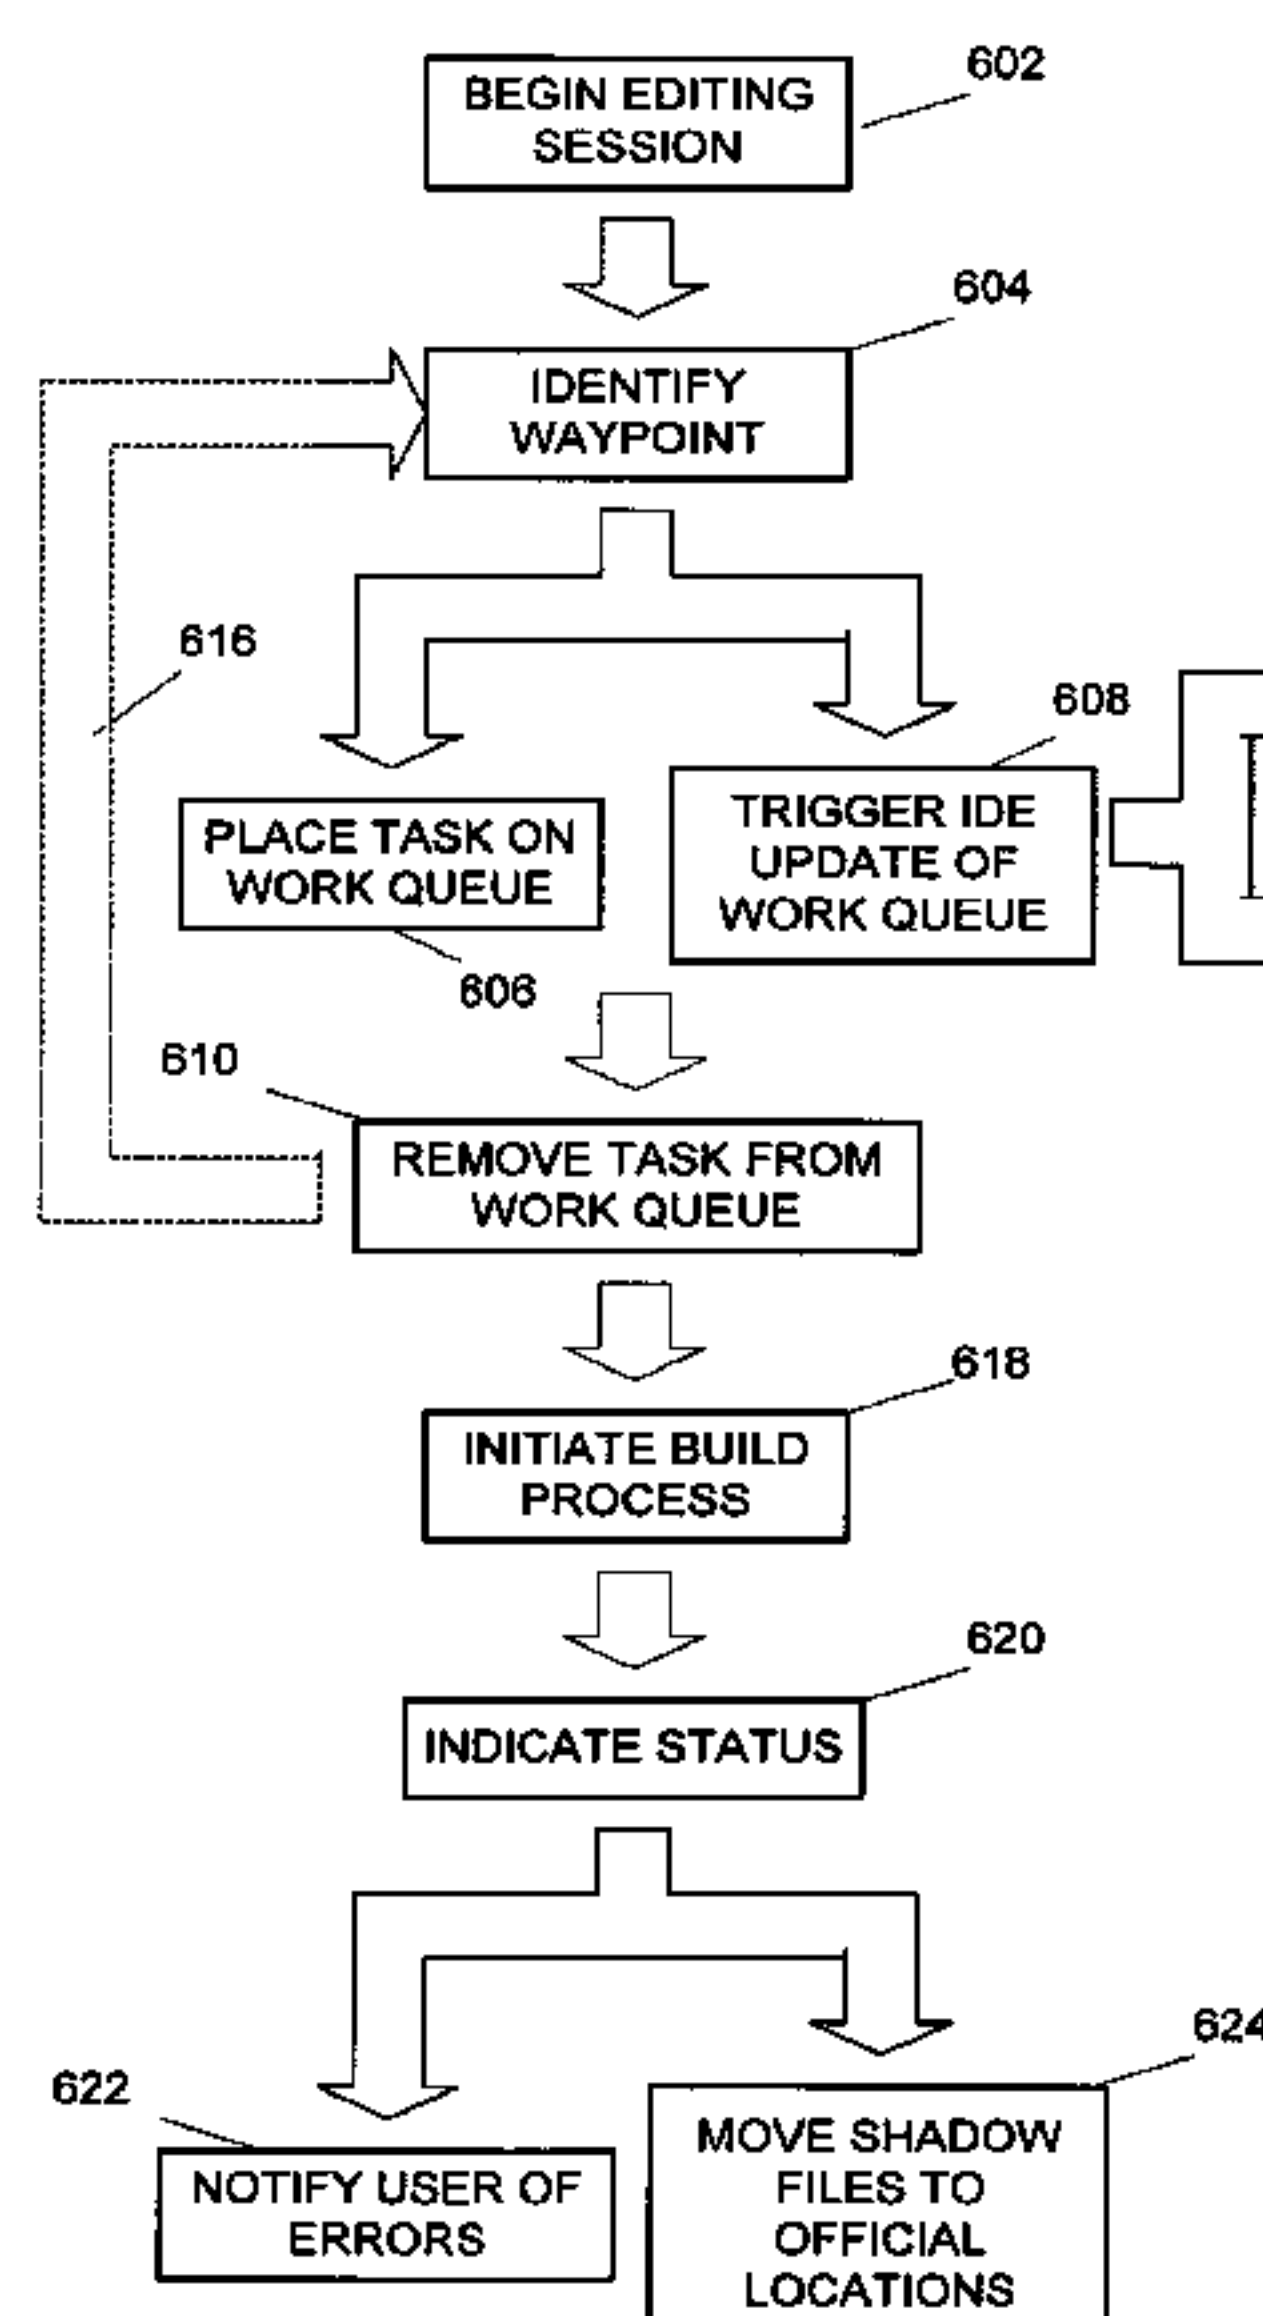 602
BEGIN EDITING
SESSION
604
IDENTIFY
WAYPOINT
616
608
TRIGGER IDE
UPDATE OF
WORK QUEUE
PLACE TASK ON
WORK QUEUE
606
610
REMOVE TASK FROM
WORK QUEUE
618
INITIATE BUILD
PROCESS
620
INDICATE STATUS
624
622
NOTIFY USER OF
ERRORS
MOVE SHADOW
FILES TO
OFFICIAL
LOCATIONS